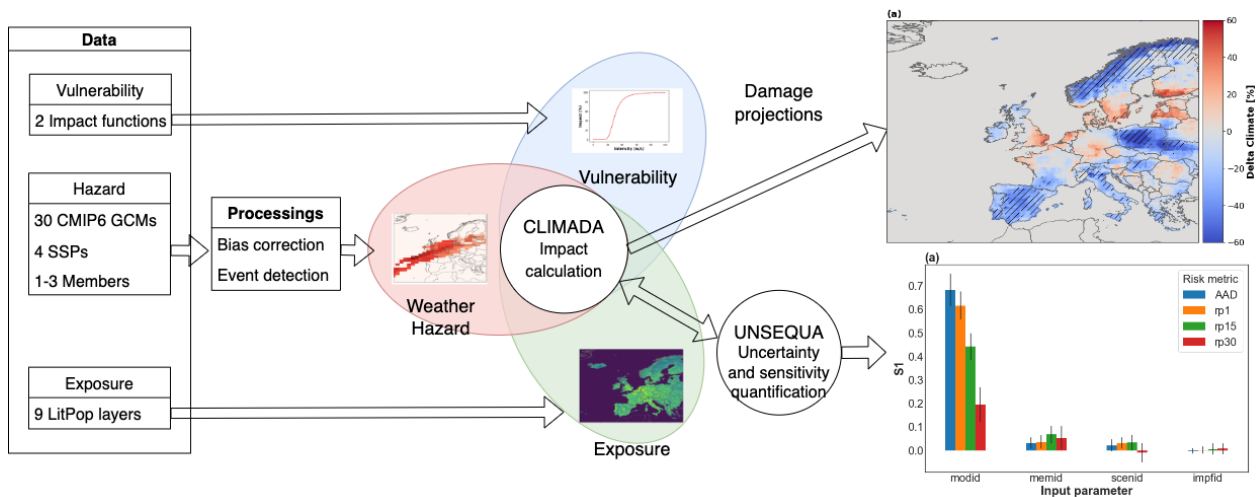 Data
Vulnerability
2 Impact functions
Hazard
30 CMIP6 GCMs
4 SSPs
1-3 Members
Exposure
9 LitPop layers
Processings
Bias correction
Event detection
Weather
Hazard
Vulnerability
Intensity (m/s)
CLIMADA
Impact
calculation
Exposure
UNSEQUA
Uncertainty
and sensitivity
quantification
Damage
projections
(a)
60
40
20
0
−20
−40
−60
Delta Climate [%]
(a)
Risk metric
AAD
rp1
rp15
rp30
S1
0.7
0.6
0.5
0.4
0.3
0.2
0.1
0.0
modid
memid
scenid
impfid
Input parameter